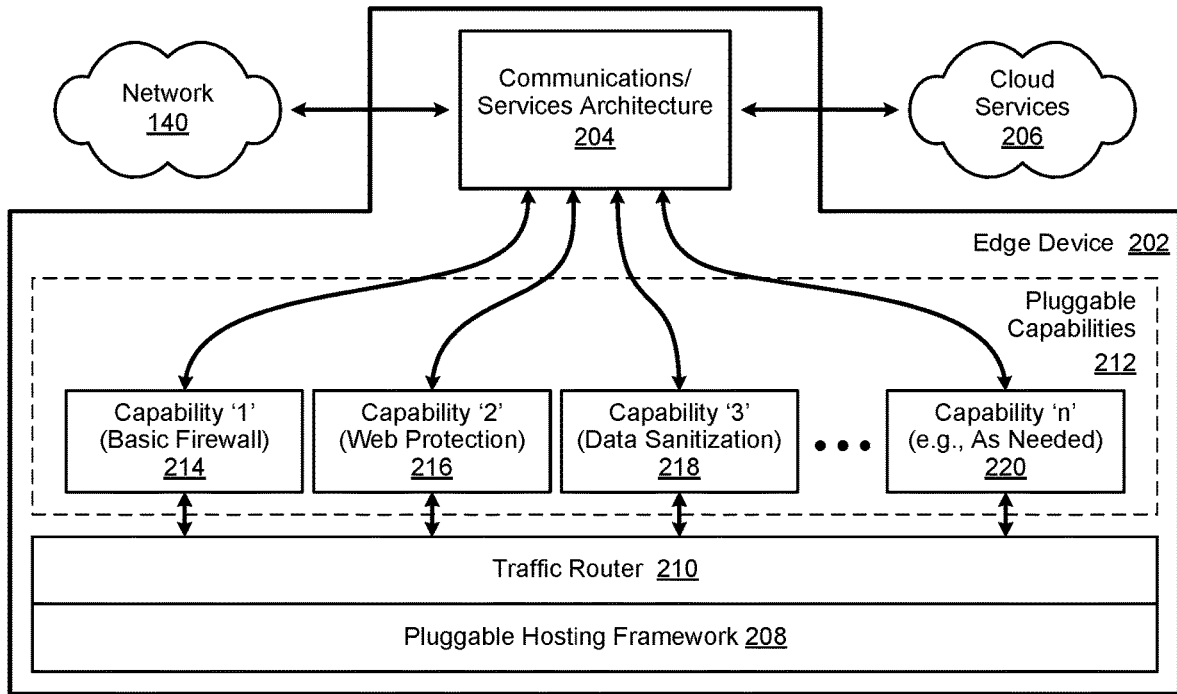 Network
140
Communications/
Services Architecture
204
Cloud
Services
206
Edge Device 202
Pluggable
Capabilities
212
Capability ‘1’
(Basic Firewall)
214
Capability ‘2’
(Web Protection)
216
Capability ‘3’
(Data Sanitization)
218
Capability ‘n’
(e.g., As Needed)
220
Traffic Router 210
Pluggable Hosting Framework 208